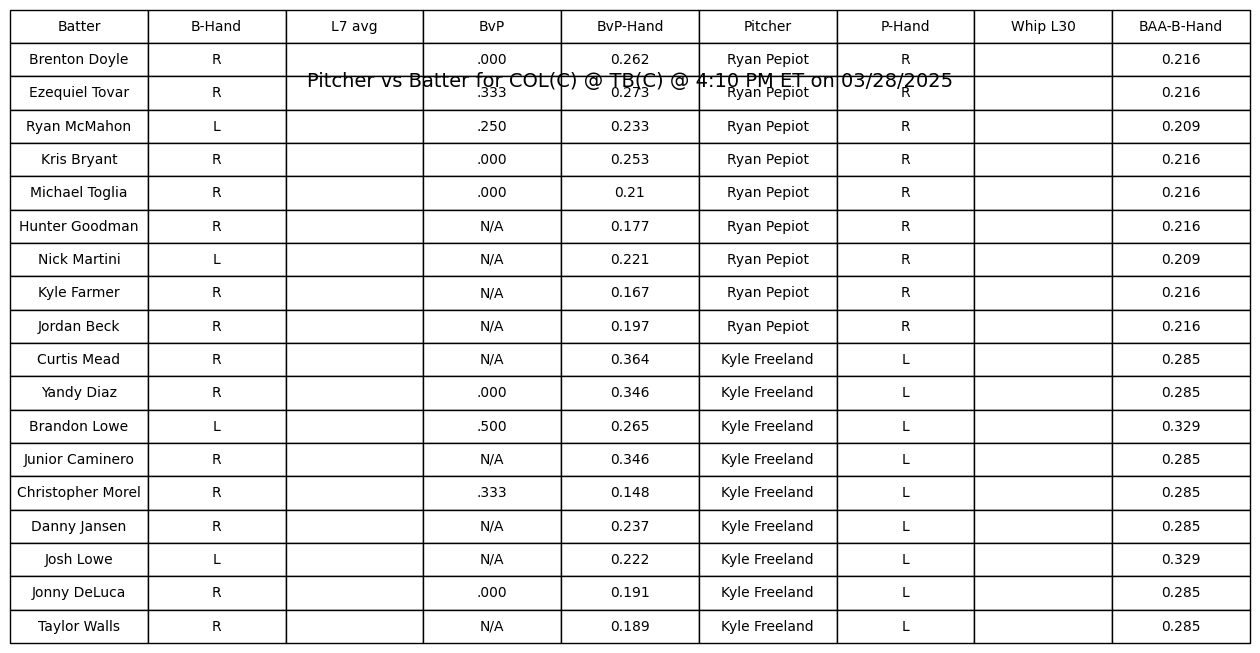 Batter B-Hand L7 avg BvP BvP-Hand Pitcher P-Hand Whip L30 BAA-B-Hand
Brenton Doyle R .000 0.262 Ryan Pepiot R 0.216
Pitcher vs Batter for COL(C) @ TB(C) @ 4:10 PM ET on 03/28/2025
Ezequiel Tovar R .333 0.273 Ryan Pepiot R 0.216
Ryan McMahon L .250 0.233 Ryan Pepiot R 0.209
Kris Bryant R .000 0.253 Ryan Pepiot R 0.216
Michael Toglia R .000 0.21 Ryan Pepiot R 0.216
Hunter Goodman R N/A 0.177 Ryan Pepiot R 0.216
Nick Martini L N/A 0.221 Ryan Pepiot R 0.209
Kyle Farmer R N/A 0.167 Ryan Pepiot R 0.216
Jordan Beck R N/A 0.197 Ryan Pepiot R 0.216
Curtis Mead R N/A 0.364 Kyle Freeland L 0.285
Yandy Diaz R .000 0.346 Kyle Freeland L 0.285
Brandon Lowe L .500 0.265 Kyle Freeland L 0.329
Junior Caminero R N/A 0.346 Kyle Freeland L 0.285
Christopher Morel R .333 0.148 Kyle Freeland L 0.285
Danny Jansen R N/A 0.237 Kyle Freeland L 0.285
Josh Lowe L N/A 0.222 Kyle Freeland L 0.329
Jonny DeLuca R .000 0.191 Kyle Freeland L 0.285
Taylor Walls R N/A 0.189 Kyle Freeland L 0.285